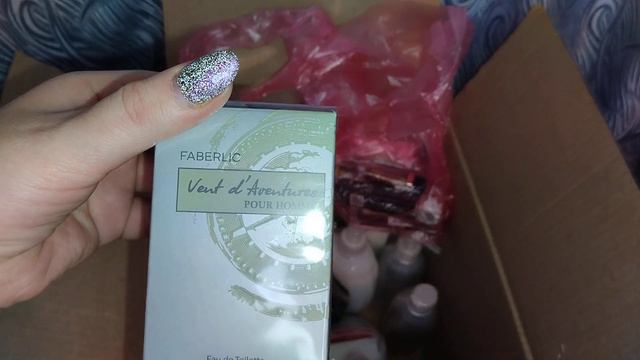 FABERLIC
Vent d'Aventures
POUR HOMME
Eau de Toilette